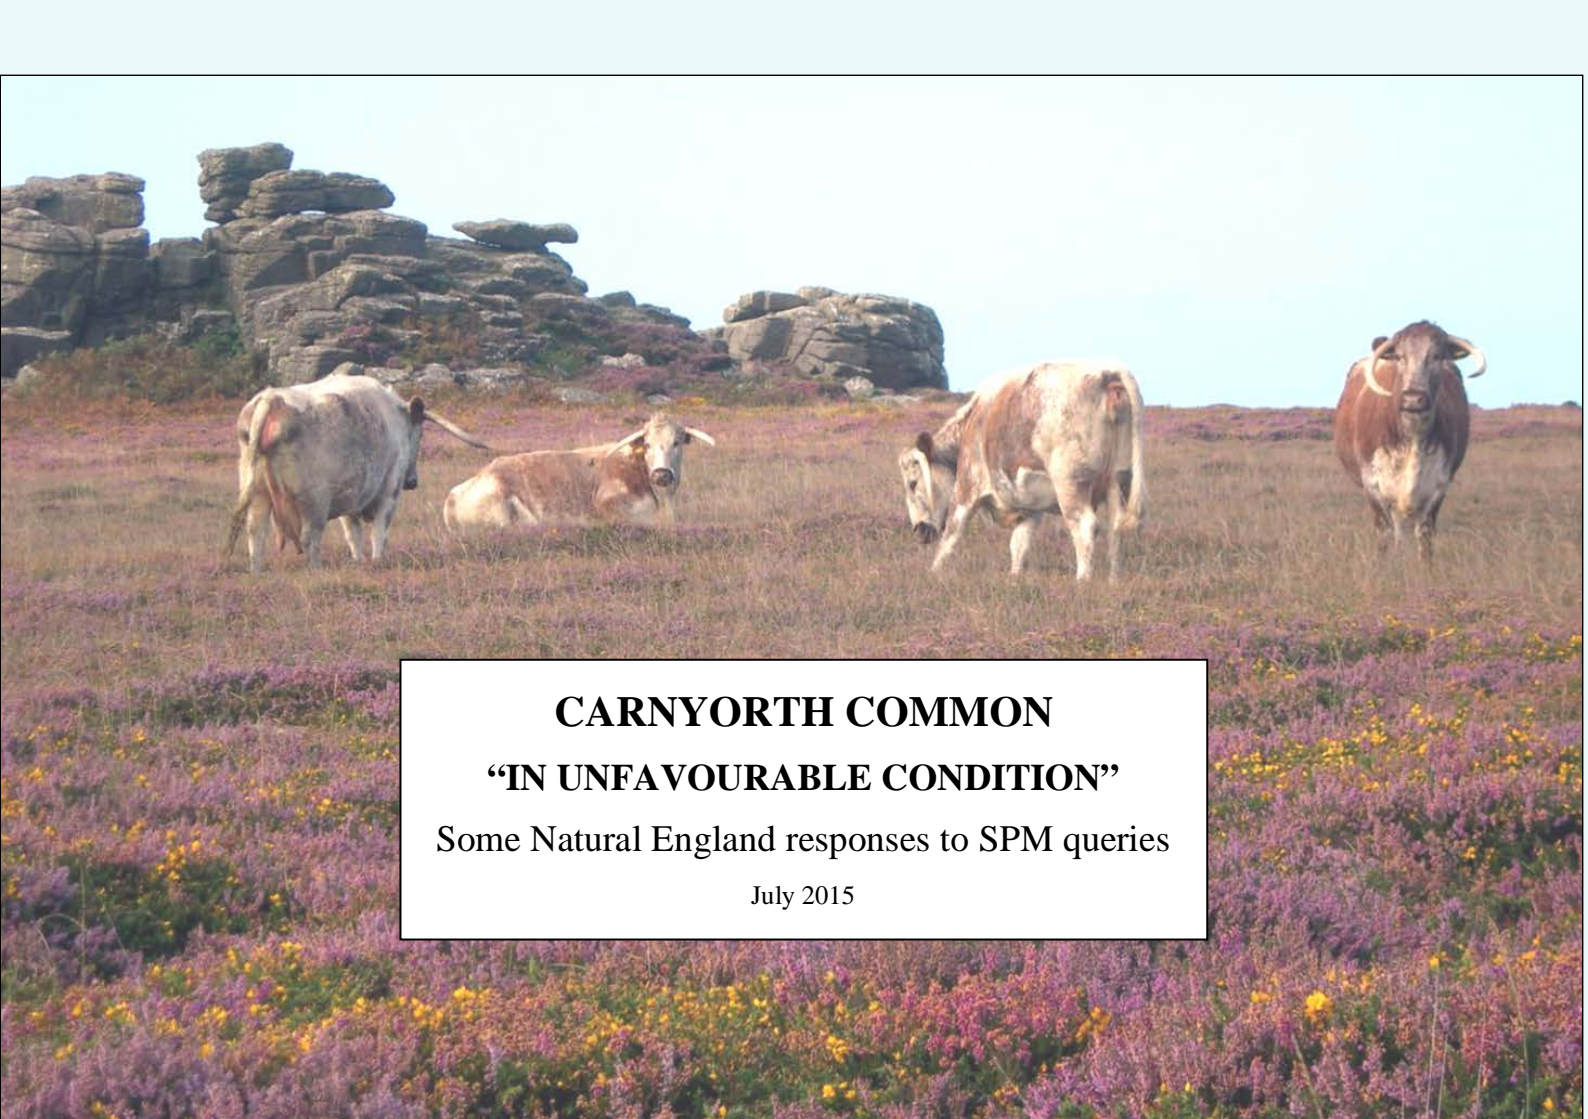 CARNYORTH COMMON
“IN UNFAVOURABLE CONDITION”
Some Natural England responses to SPM queries
July 2015